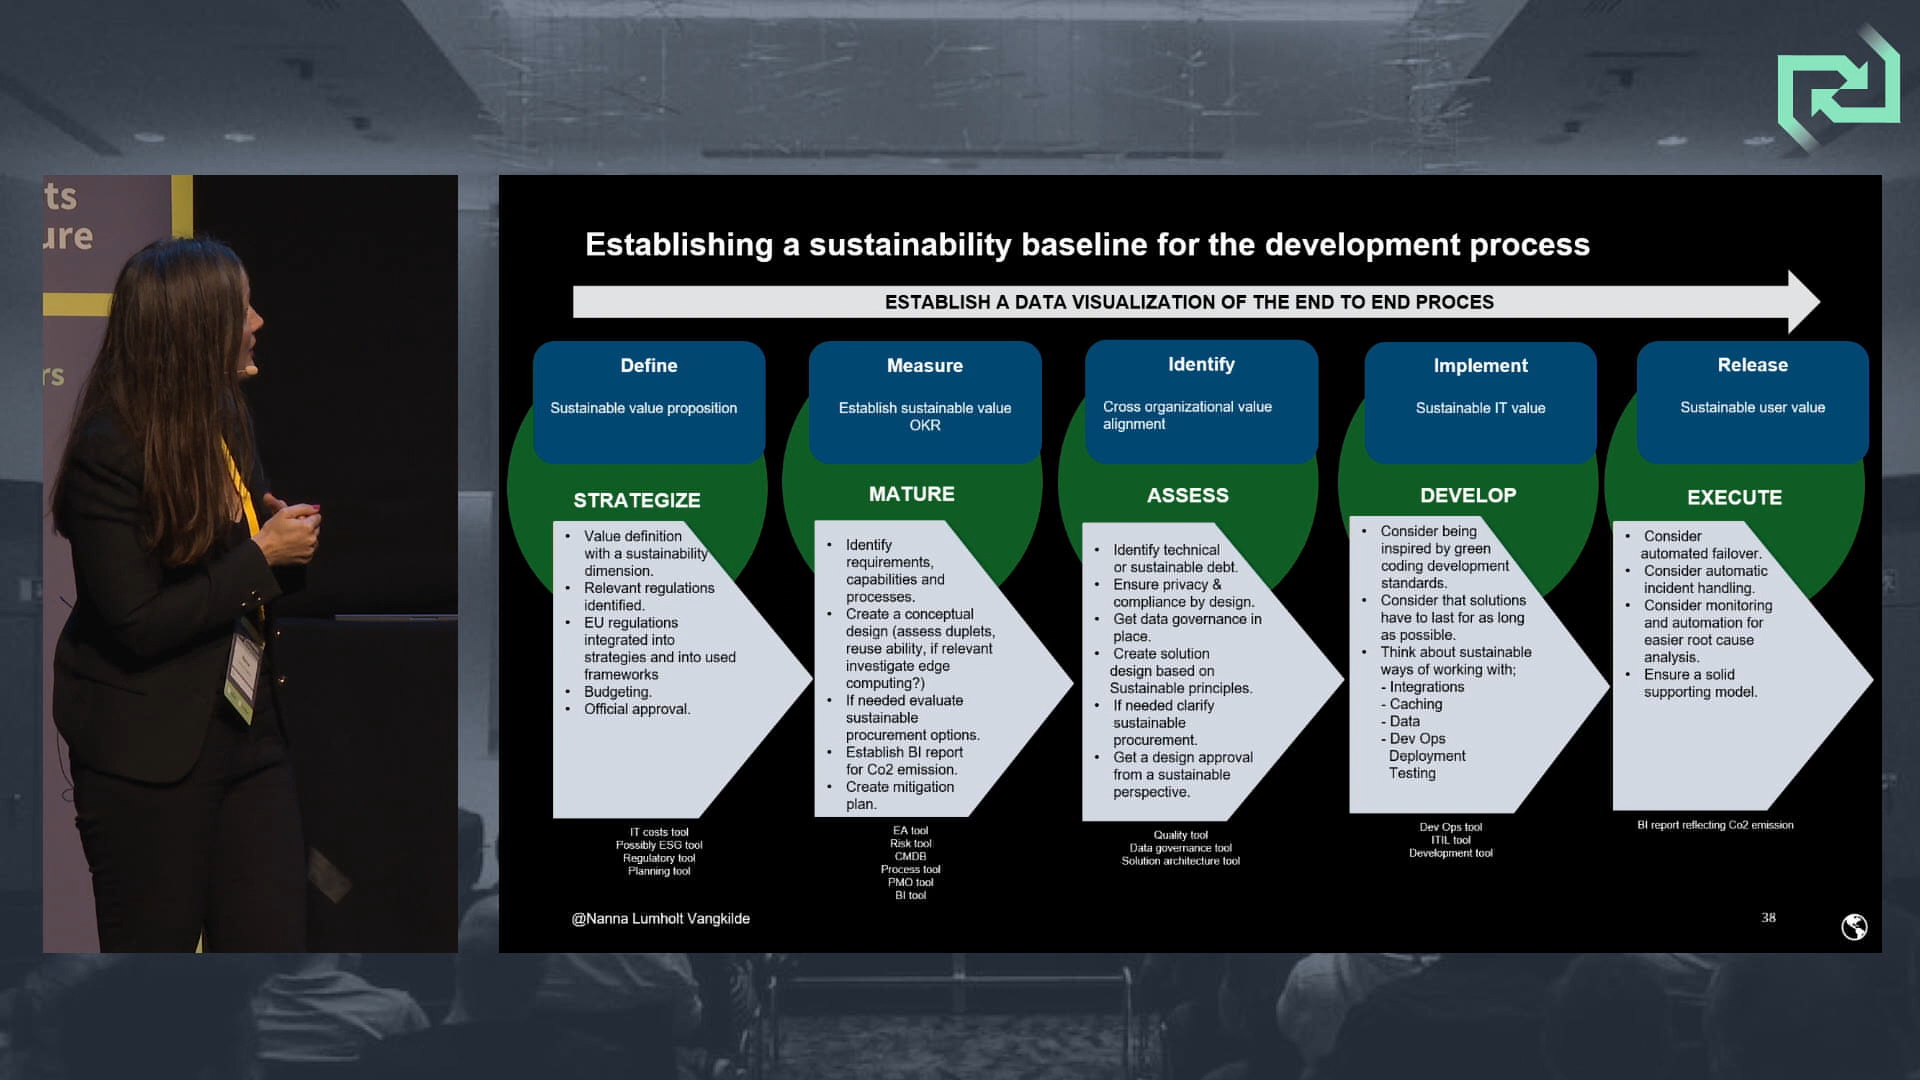 ts
ure
rs
Establishing a sustainability baseline for the development process
ESTABLISH A DATA VISUALIZATION OF THE END TO END PROCES
Define
Sustainable value proposition
STRATEGIZE
• Value definition
with a sustainability
dimension.
• Relevant regulations
identified.
• EU regulations
integrated into
strategies and into used
frameworks
• Budgeting.
• Official approval.
IT costs tool
Possibly ESG tool
Regulatory tool
Planning tool
Measure
Establish sustainable value
OKR
MATURE
• Identify
requirements,
capabilities and
processes.
• Create a conceptual
design (assess duplets,
reuse ability, if relevant
investigate edge
computing?)
• If needed evaluate
sustainable
procurement options.
• Establish BI report
for Co2 emission.
• Create mitigation
plan.
EA tool
Risk tool
CMDB
Process tool
PMO tool
BI tool
Identify
Cross organizational value
alignment
ASSESS
• Identify technical
or sustainable debt.
• Ensure privacy &
compliance by design.
• Get data governance in
place.
• Create solution
design based on
Sustainable principles.
• If needed clarify
sustainable
procurement.
• Get a design approval
from a sustainable
perspective.
Quality tool
Data governance tool
Solution architecture tool
Implement
Sustainable IT value
DEVELOP
• Consider being
inspired by green
coding development
standards.
• Consider that solutions
have to last for as long
as possible.
• Think about sustainable
ways of working with;
- Integrations
- Caching
- Data
- Dev Ops
Deployment
Testing
Dev Ops tool
ITIL tool
Development tool
Release
Sustainable user value
EXECUTE
• Consider
automated failover.
• Consider automatic
incident handling.
• Consider monitoring
and automation for
easier root cause
analysis.
• Ensure a solid
supporting model.
BI report reflecting Co2 emission
@Nanna Lumholt Vangkilde
38